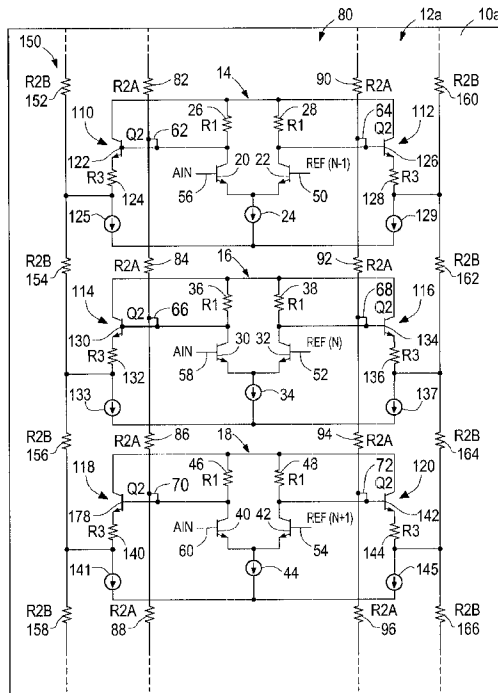 80 12a 10a
150
R2B 152
R2A 82
14
90 R2A
R2B 160
110
26 R1
28 R1
64
112
Q2 62
Q2
122
20 22
126
R3 124
AIN 56
REF (N-1) 50
R3 128
125
24
129
R2B 154
R2A 84
16
92 R2A
R2B 162
114
36 R1
38 R1
68
116
Q2 66
Q2
130
30 32
134
R3 132
AIN 58
REF (N) 52
R3 136
133
34
137
R2B 156
R2A 86
18
94 R2A
R2B 164
118
46 R1
48 R1
72
120
Q2 70
Q2
178
40 42
142
R3 140
AIN 60
REF (N+1) 54
R3 144
141
44
145
R2B 158
R2A 88
R2A 96
R2B 166